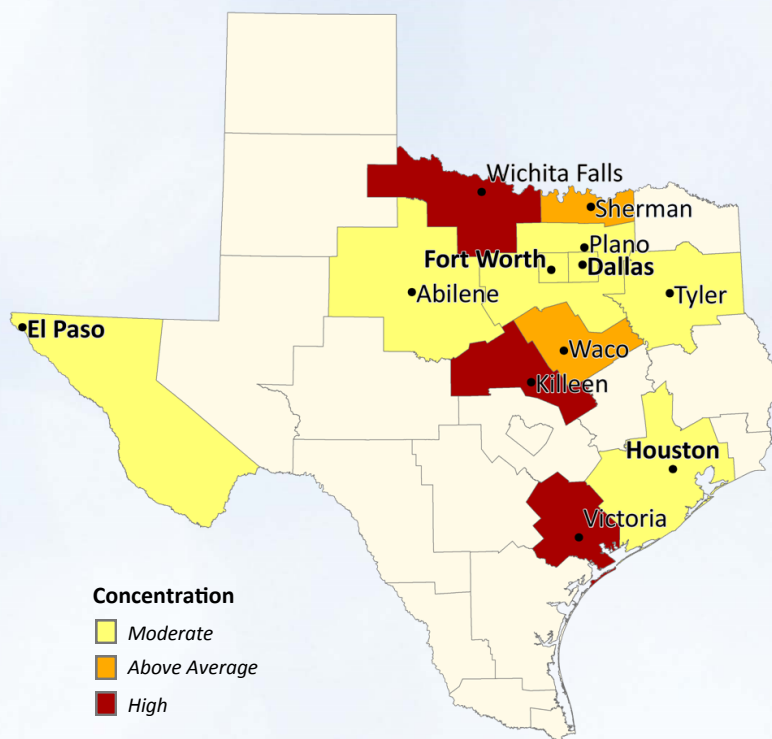 Wichita Falls
Sherman
Plano
Fort Worth
Dallas
Abilene
Tyler
El Paso
Waco
Killeen
Houston
Victoria
Concentration
Moderate
Above Average
High